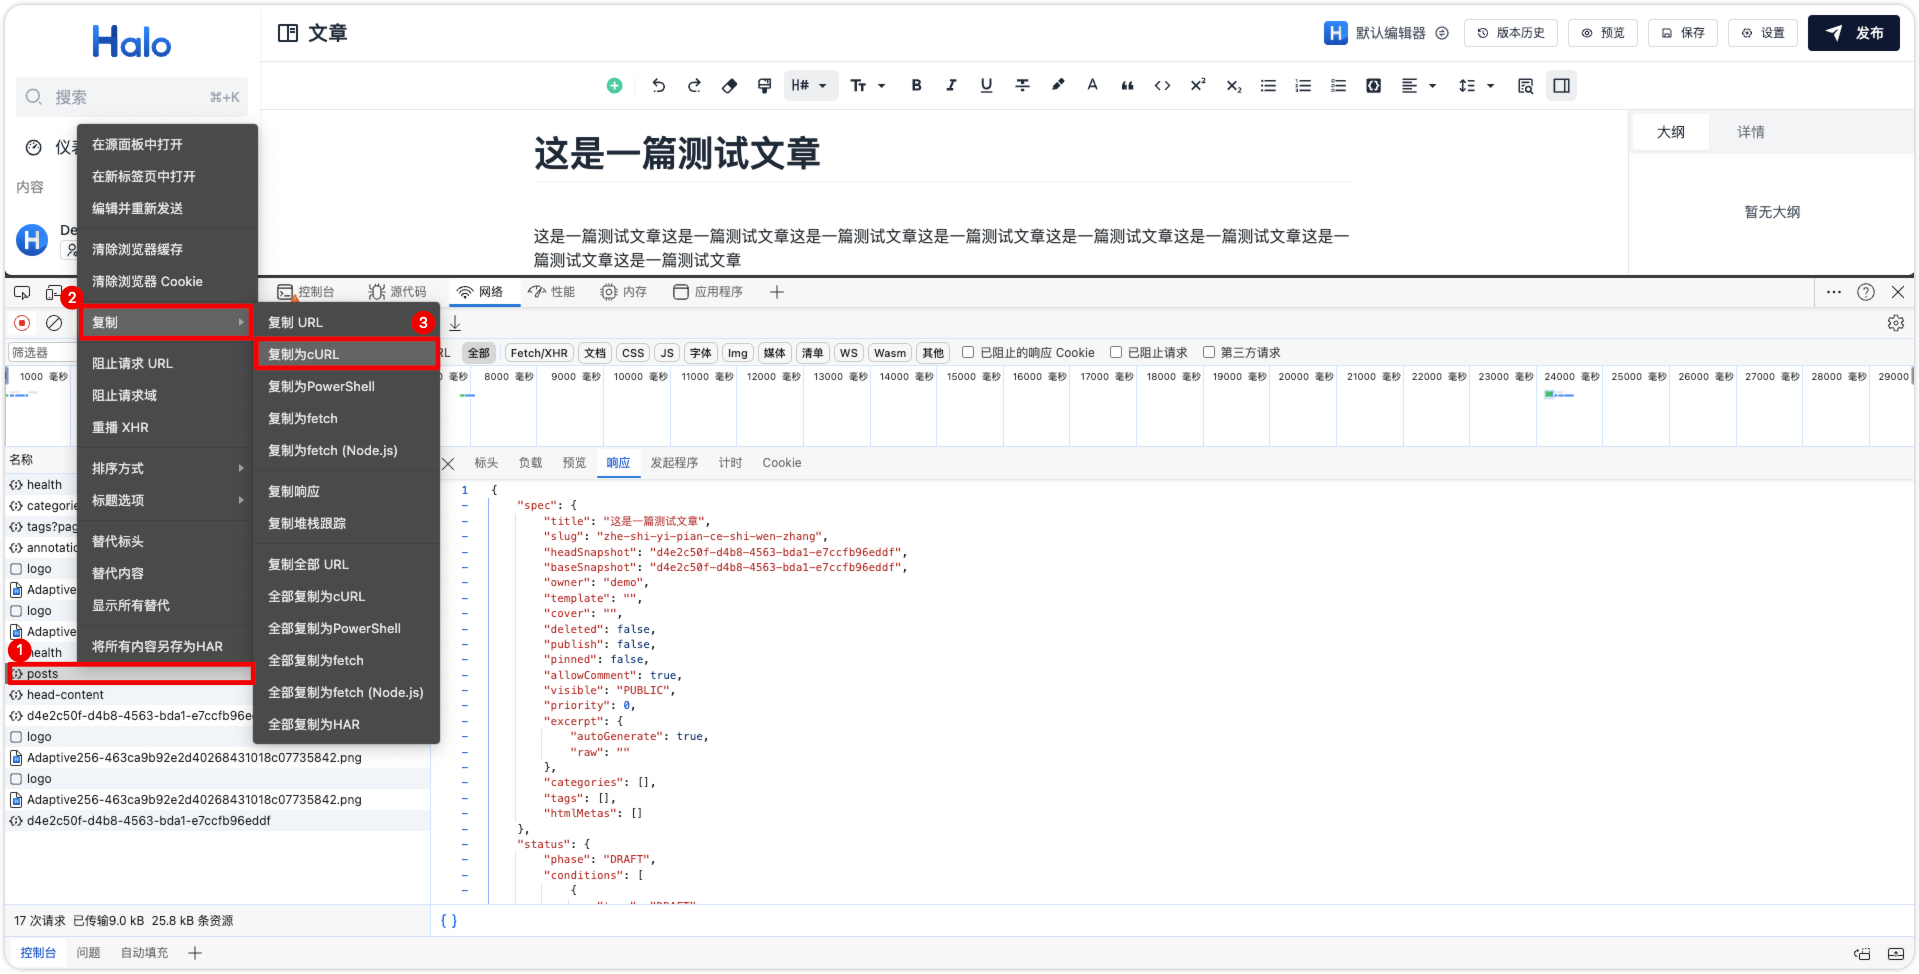 Halo
文章
默认编辑器
版本历史
预览
保存
设置
发布
搜索
⌘+K
H#
大纲
详情
仪表
内容
De
这是一篇测试文章
这是一篇测试文章这是一篇测试文章这是一篇测试文章这是一篇测试文章这是一篇测试文章这是一篇测试文章这是一
篇测试文章这是一篇测试文章
暂无大纲
在源面板中打开
在新标签页中打开
编辑并重新发送
清除浏览器缓存
清除浏览器 Cookie
2
复制
阻止请求 URL
阻止请求域
重播 XHR
排序方式
标题选项
替代标头
替代内容
显示所有替代
将所有内容另存为HAR
控制台
源代码
网络
性能
内存
应用程序
复制 URL
3
复制为cURL
复制为PowerShell
复制为fetch
复制为fetch (Node.js)
复制响应
复制堆栈跟踪
复制全部 URL
全部复制为cURL
全部复制为PowerShell
全部复制为fetch
全部复制为fetch (Node.js)
全部复制为HAR
筛选器
RL 全部 Fetch/XHR 文档 CSS JS 字体 Img 媒体 清单 WS Wasm 其他 已阻止的响应 Cookie 已阻止请求 第三方请求
1000 毫秒
0 毫秒 8000 毫秒 9000 毫秒 10000 毫秒 11000 毫秒 12000 毫秒 13000 毫秒 14000 毫秒 15000 毫秒 16000 毫秒 17000 毫秒 18000 毫秒 19000 毫秒 20000 毫秒 21000 毫秒 22000 毫秒 23000 毫秒 24000 毫秒 25000 毫秒 26000 毫秒 27000 毫秒 28000 毫秒 29000
名称
health
categorie
tags?pag
annotatio
logo
Adaptive
logo
Adaptive
1
health
posts
head-content
d4e2c50f-d4b8-4563-bda1-e7ccfb96e
logo
Adaptive256-463ca9b92e2d40268431018c07735842.png
logo
Adaptive256-463ca9b92e2d40268431018c07735842.png
d4e2c50f-d4b8-4563-bda1-e7ccfb96eddf
标头 负载 预览 响应 发起程序 计时 Cookie
1 {
"spec": {
"title": "这是一篇测试文章",
"slug": "zhe-shi-yi-pian-ce-shi-wen-zhang",
"headSnapshot": "d4e2c50f-d4b8-4563-bda1-e7ccfb96eddf",
"baseSnapshot": "d4e2c50f-d4b8-4563-bda1-e7ccfb96eddf",
"owner": "demo",
"template": "",
"cover": "",
"deleted": false,
"publish": false,
"pinned": false,
"allowComment": true,
"visible": "PUBLIC",
"priority": 0,
"excerpt": {
"autoGenerate": true,
"raw": ""
},
"categories": [],
"tags": [],
"htmlMetas": []
},
"status": {
"phase": "DRAFT",
"conditions": [
{
17 次请求 已传输9.0 kB 25.8 kB 条资源
{ }
控制台 问题 自动填充